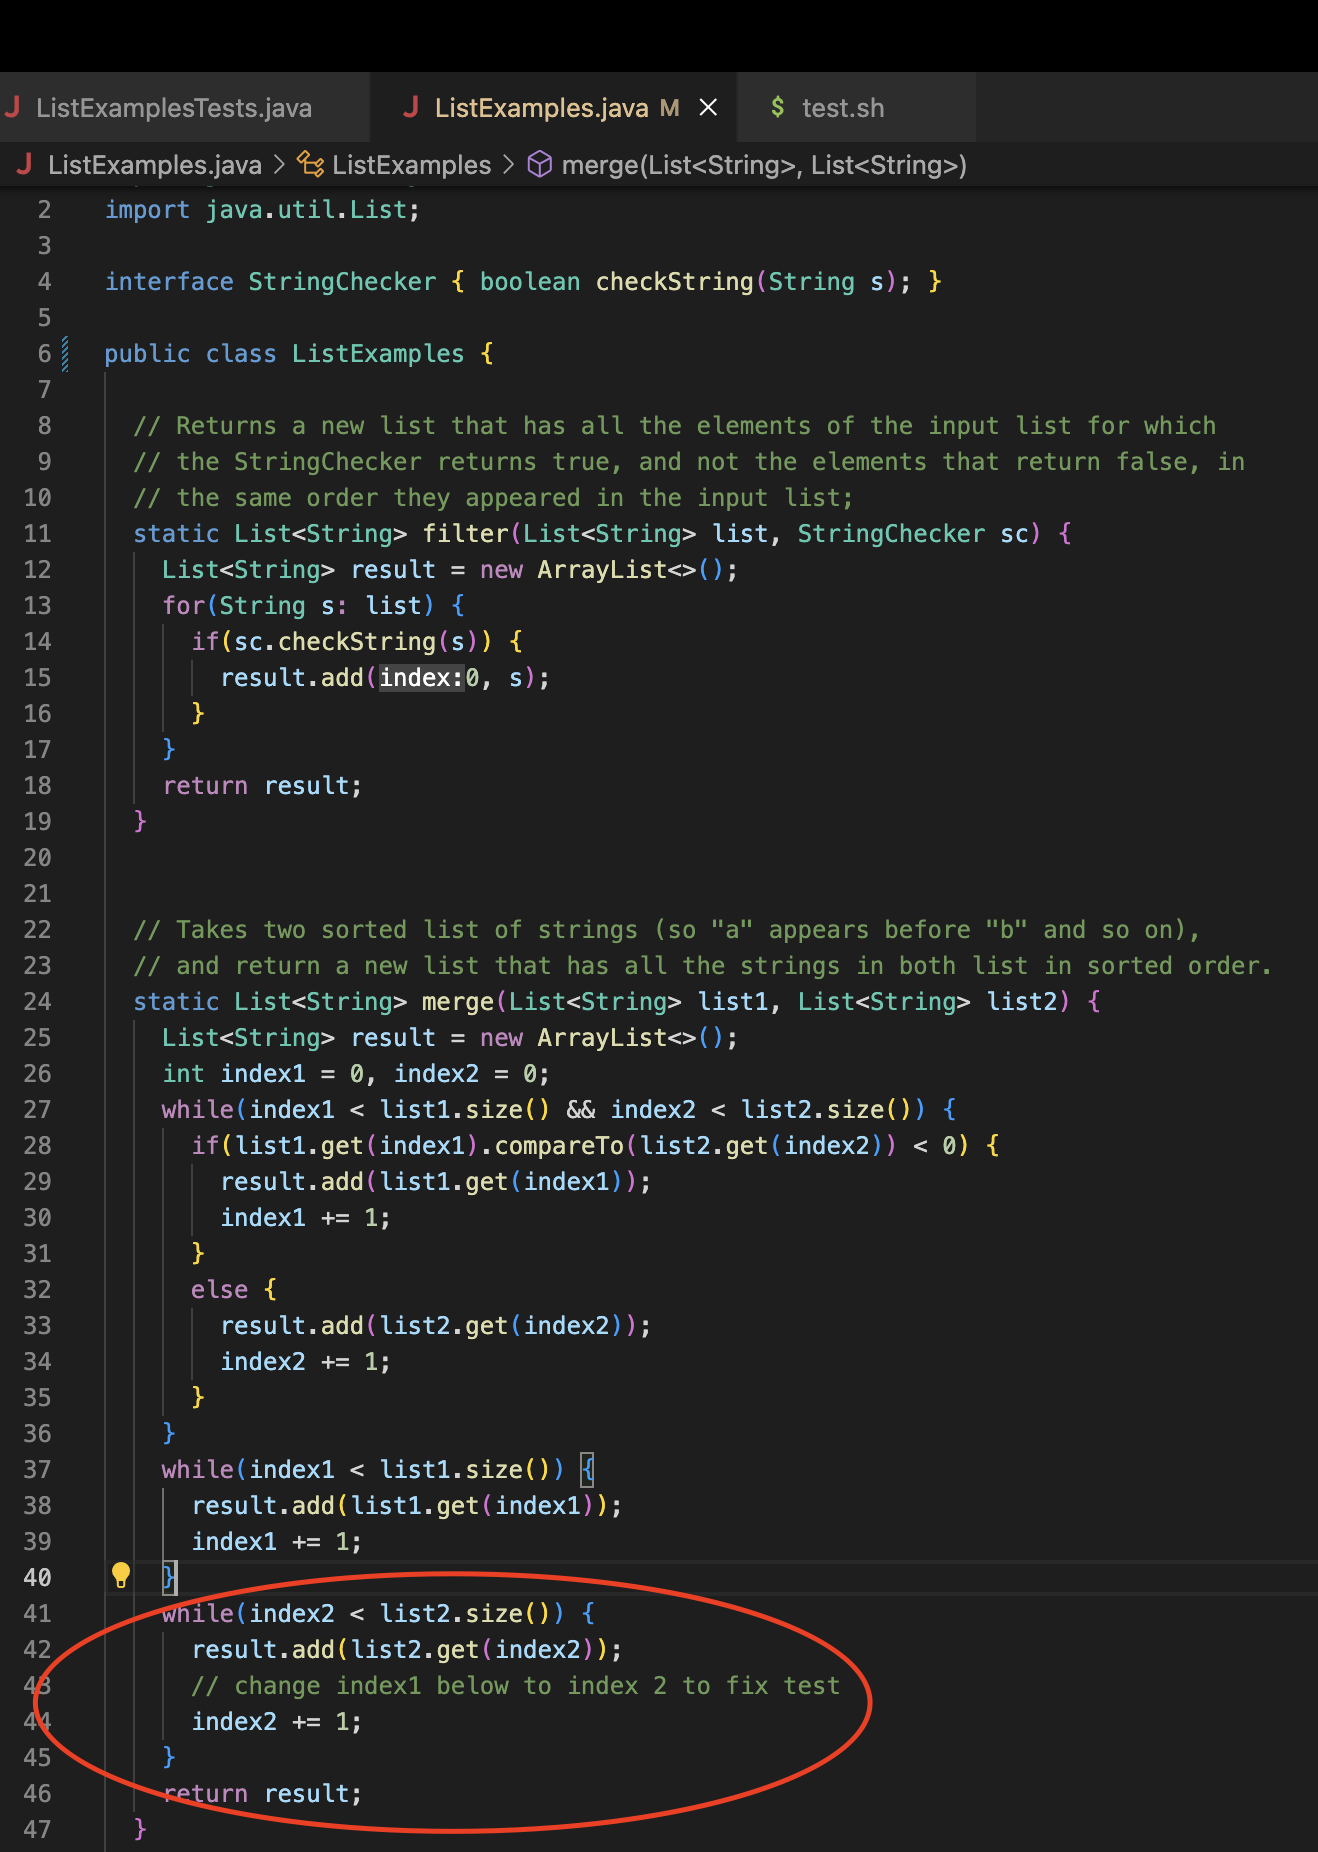 ListExamplesTests.java ListExamples.java M test.sh
ListExamples.java > ListExamples > merge(List<String>, List<String>)
2 import java.util.List;
3
4 interface StringChecker { boolean checkString(String s); }
5
6 public class ListExamples {
7
8 // Returns a new list that has all the elements of the input list for which
9 // the StringChecker returns true, and not the elements that return false, in
10 // the same order they appeared in the input list;
11 static List<String> filter(List<String> list, StringChecker sc) {
12 List<String> result = new ArrayList<>();
13 for(String s: list) {
14 if(sc.checkString(s)) {
15 result.add(index:0, s);
16 }
17 }
18 return result;
19 }
20
21
22 // Takes two sorted list of strings (so "a" appears before "b" and so on),
23 // and return a new list that has all the strings in both list in sorted order.
24 static List<String> merge(List<String> list1, List<String> list2) {
25 List<String> result = new ArrayList<>();
26 int index1 = 0, index2 = 0;
27 while(index1 < list1.size() && index2 < list2.size()) {
28 if(list1.get(index1).compareTo(list2.get(index2)) < 0) {
29 result.add(list1.get(index1));
30 index1 += 1;
31 }
32 else {
33 result.add(list2.get(index2));
34 index2 += 1;
35 }
36 }
37 while(index1 < list1.size()) {
38 result.add(list1.get(index1));
39 index1 += 1;
40 }
41 while(index2 < list2.size()) {
42 result.add(list2.get(index2));
43 // change index1 below to index 2 to fix test
44 index2 += 1;
45 }
46 return result;
47 }